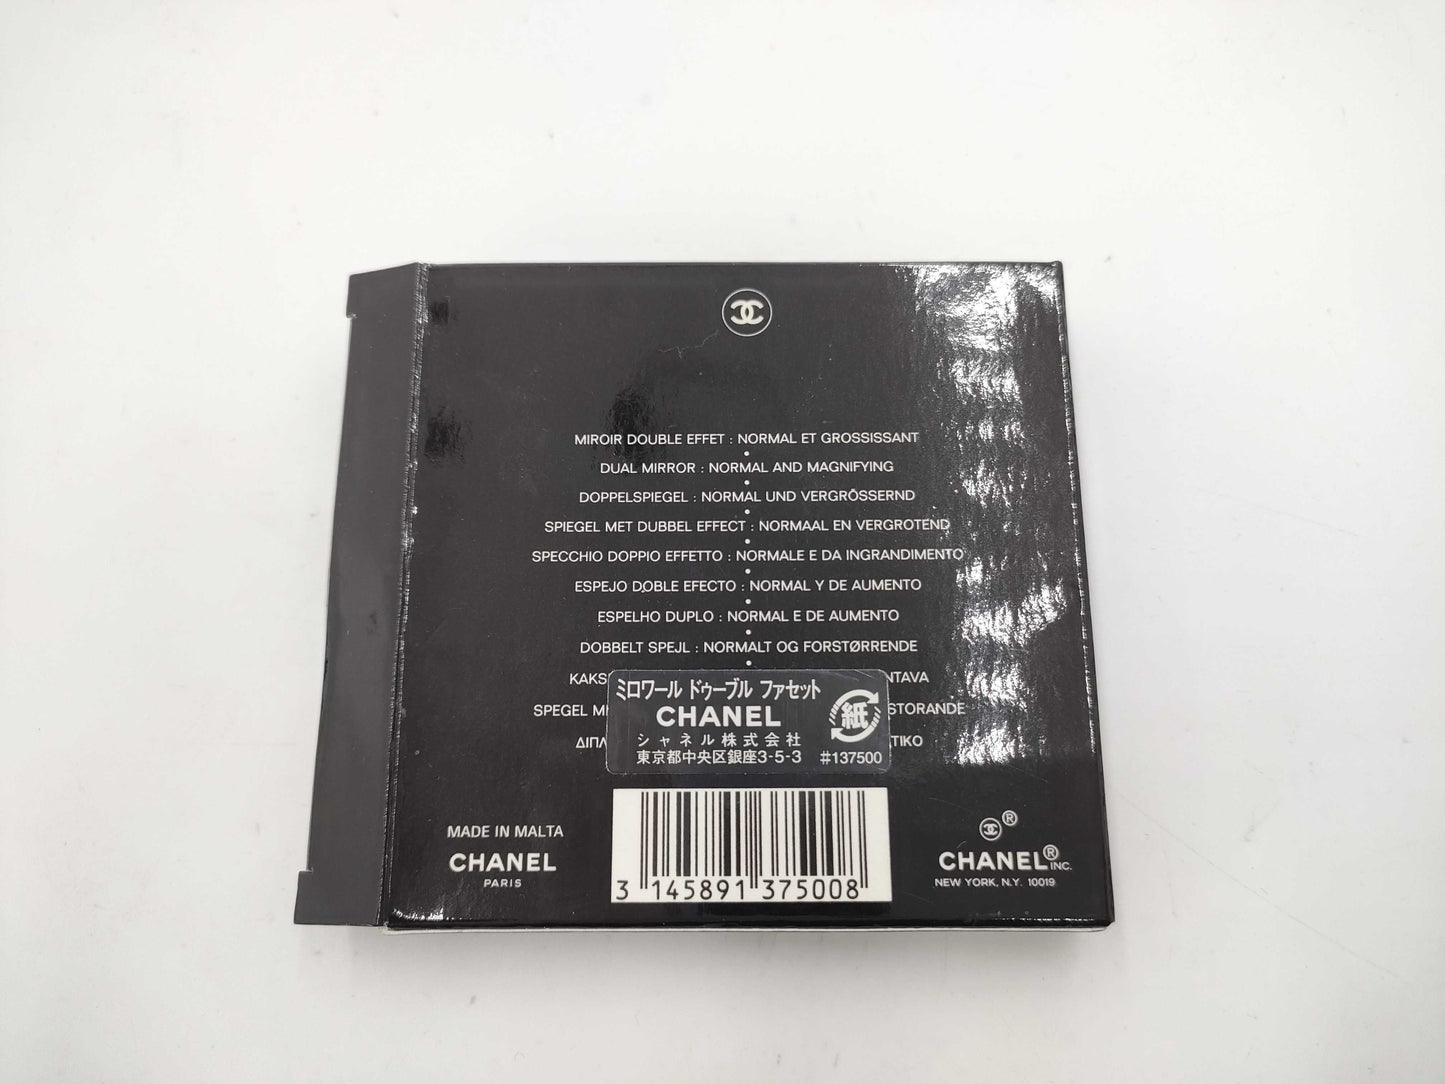 MIROIR DOUBLE EFFET : NORMAL ET GROSSISSANT
DUAL MIRROR : NORMAL AND MAGNIFYING
DOPPELSPIEGEL : NORMAL UND VERGRÖSSERND
SPIEGEL MET DUBBEL EFFECT : NORMAAL EN VERGROTEND
SPECCHIO DOPPIO EFFETTO : NORMALE E DA INGRANDIMENTO
ESPEJO DOBLE EFECTO : NORMAL Y DE AUMENTO
ESPELHO DUPLO : NORMAL E DE AUMENTO
DOBBELT SPEJL : NORMALT OG FORSTØRRENDE
SPEGEL
ミロワール ドゥーブル ファセット
CHANEL
シャネル株式会社
東京都中央区銀座3-5-3 #137500
紙
MADE IN MALTA
CHANEL
PARIS
3 145891 375008
®
CHANEL® INC.
NEW YORK, N.Y. 10019